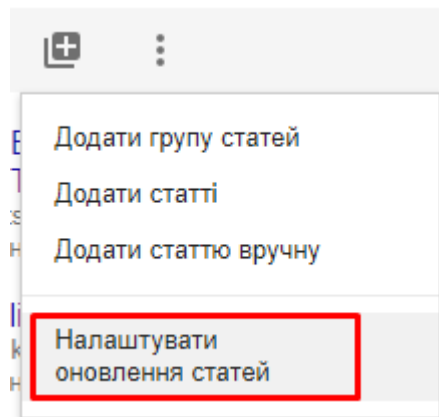 Додати групу статей
Додати статті
Додати статтю вручну
Налаштувати
оновлення статей